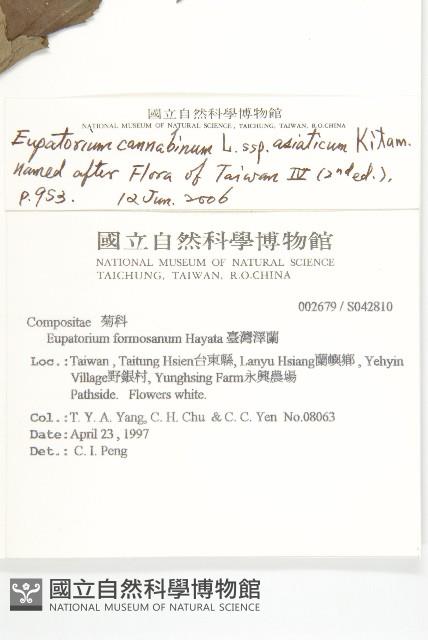 國立自然科學博物館
NATIONAL MUSEUM OF NATURAL SCIENCE, TAICHUNG, TAIWAN, R.O.CHINA
Eupatorium cannabinum L. ssp. asiaticum Kitam.
Named after Flora of Taiwan IV (2nd ed.),
p.953. 12 Jun. 2006
國立自然科學博物館
NATIONAL MUSEUM OF NATURAL SCIENCE
TAICHUNG, TAIWAN, R.O.CHINA
002679 / S042810
Compositae 菊科
Eupatorium formosanum Hayata 臺灣澤蘭
Loc.: Taiwan , Taitung Hsien台東縣, Lanyu Hsiang蘭嶼鄉 , Yehyin
Village野銀村, Yunghsing Farm永興農場
Pathside. Flowers white.
Col.: T. Y. A. Yang, C. H. Chu & C. C. Yen No.08063
Date: April 23 , 1997
Det.: C. I. Peng
國立自然科學博物館
NATIONAL MUSEUM OF NATURAL SCIENCE